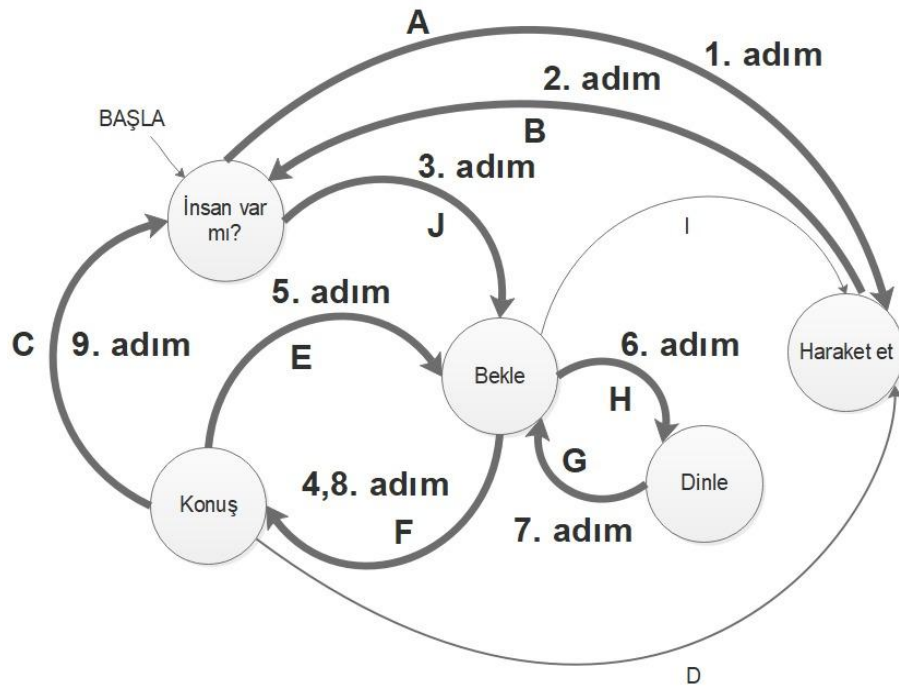 A
1. adım
2. adım
BAŞLA
B
3. adım
İnsan var
mı?
J
I
5. adım
C
9. adım
E
6. adım
Haraket et
Bekle
H
G
4,8. adım
Dinle
Konuş
F
7. adım
D